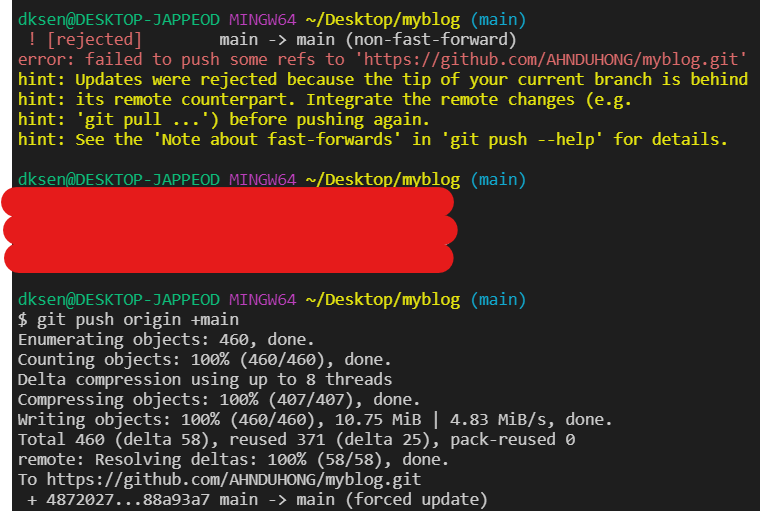 dksen@DESKTOP-JAPPEOD MINGW64 ~/Desktop/myblog (main)
! [rejected]        main -> main (non-fast-forward)
error: failed to push some refs to 'https://github.com/AHNDUHONG/myblog.git'
hint: Updates were rejected because the tip of your current branch is behind
hint: its remote counterpart. Integrate the remote changes (e.g.
hint: 'git pull ...') before pushing again.
hint: See the 'Note about fast-forwards' in 'git push --help' for details.
dksen@DESKTOP-JAPPEOD MINGW64 ~/Desktop/myblog (main)
dksen@DESKTOP-JAPPEOD MINGW64 ~/Desktop/myblog (main)
$ git push origin +main
Enumerating objects: 460, done.
Counting objects: 100% (460/460), done.
Delta compression using up to 8 threads
Compressing objects: 100% (407/407), done.
Writing objects: 100% (460/460), 10.75 MiB | 4.83 MiB/s, done.
Total 460 (delta 58), reused 371 (delta 25), pack-reused 0
remote: Resolving deltas: 100% (58/58), done.
To https://github.com/AHNDUHONG/myblog.git
+ 4872027...88a93a7 main -> main (forced update)